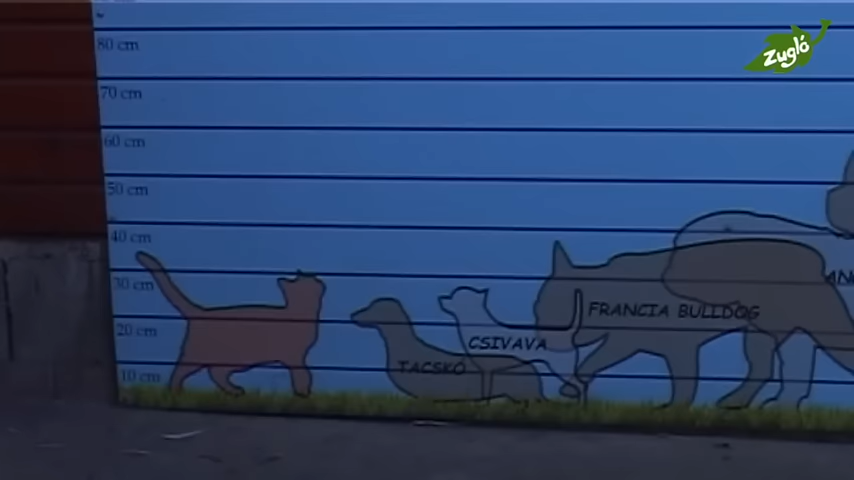 Zugló
80 cm
70 cm
60 cm
50 cm
40 cm
30 cm
20 cm
10 cm
TACSKÓ
CSIVAVA
FRANCIA BULLDOG